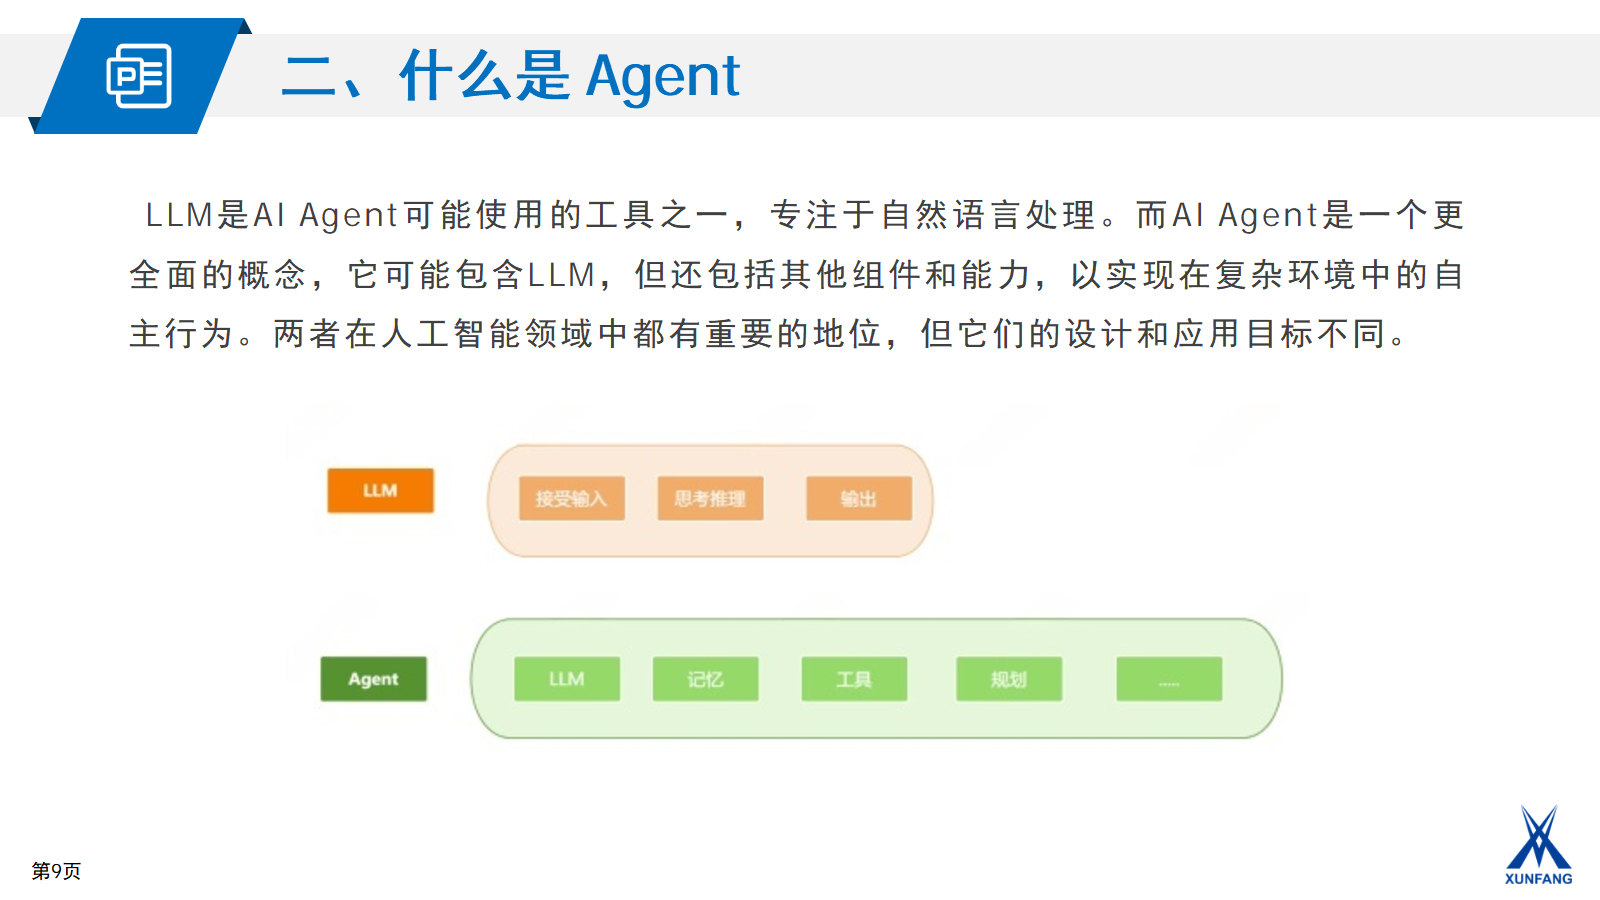 二、什么是 Agent
LLM是AI Agent可能使用的工具之一，专注于自然语言处理。而AI Agent是一个更
全面的概念，它可能包含LLM，但还包括其他组件和能力，以实现在复杂环境中的自
主行为。两者在人工智能领域中都有重要的地位，但它们的设计和应用目标不同。
LLM
接受输入
思考推理
输出
Agent
LLM
记忆
工具
规划
.....
第9页
XUNFANG